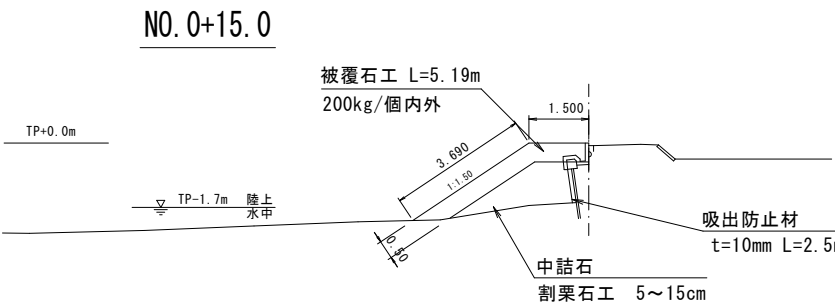 NO.0+15.0
被覆石工 L=5.19m
200kg/個内外
1.500
TP+0.0m
3.690
1:1.50
TP-1.7m 陸上
水中
0.50
吸出防止材
t=10mm L=2.5m
中詰石
割栗石工 5～15cm